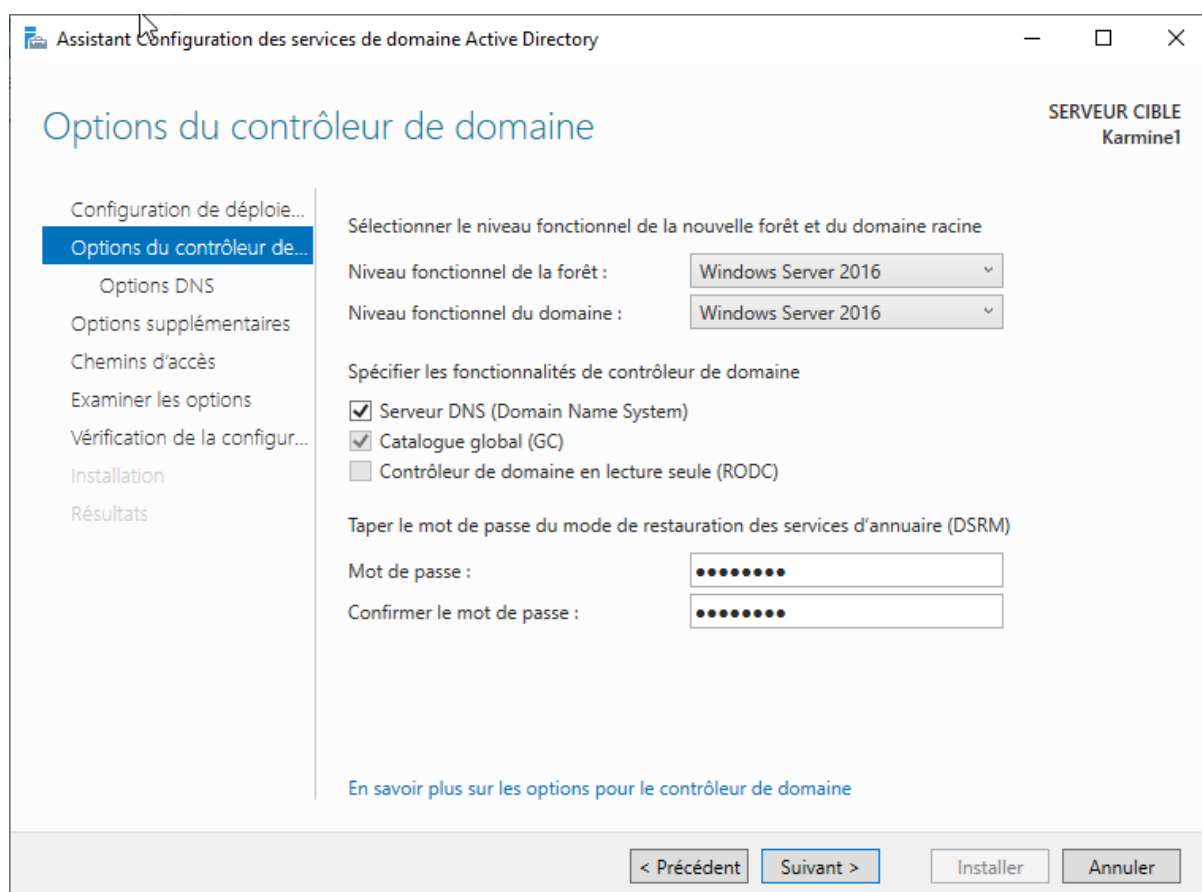 Assistant Configuration des services de domaine Active Directory
Options du contrôleur de domaine
SERVEUR CIBLE
Karmine1
Configuration de déploie...
Options du contrôleur de...
Options DNS
Options supplémentaires
Chemins d'accès
Examiner les options
Vérification de la configur...
Installation
Résultats
Sélectionner le niveau fonctionnel de la nouvelle forêt et du domaine racine
Niveau fonctionnel de la forêt : Windows Server 2016
Niveau fonctionnel du domaine : Windows Server 2016
Spécifier les fonctionnalités de contrôleur de domaine
Serveur DNS (Domain Name System)
Catalogue global (GC)
Contrôleur de domaine en lecture seule (RODC)
Taper le mot de passe du mode de restauration des services d'annuaire (DSRM)
Mot de passe : ●●●●●●●●
Confirmer le mot de passe : ●●●●●●●●
En savoir plus sur les options pour le contrôleur de domaine
< Précédent Suivant > Installer Annuler